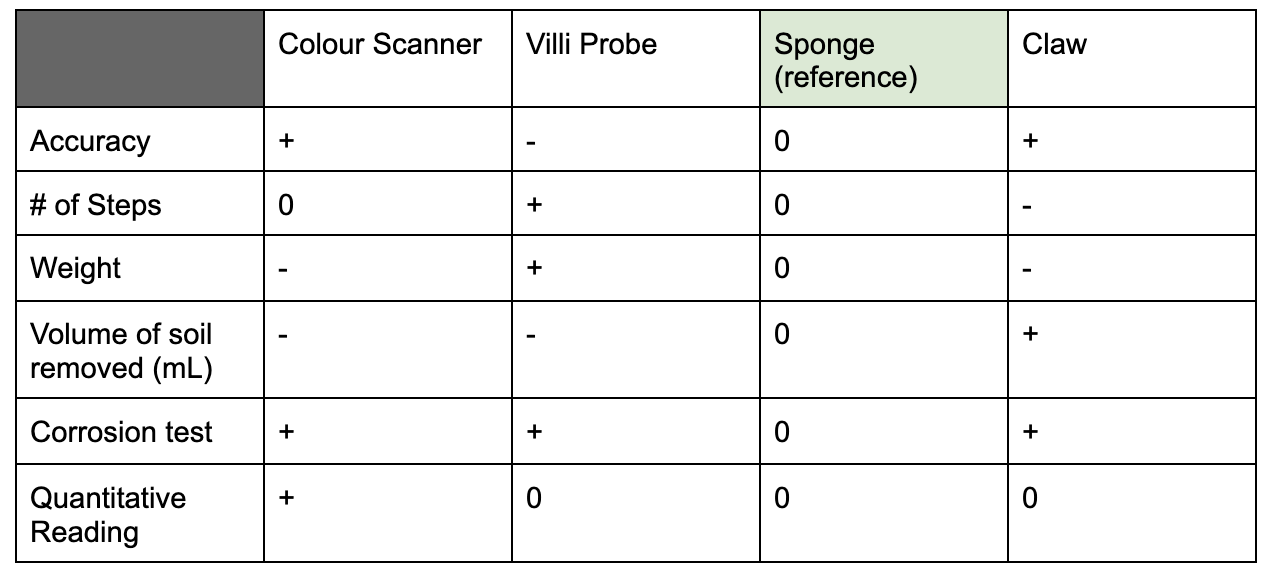 Colour Scanner Villi Probe Sponge Claw
(reference)
Accuracy + - 0 +
# of Steps 0 + 0 -
Weight - + 0 -
Volume of soil - - 0 +
removed (mL)
Corrosion test + + 0 +
Quantitative + 0 0 0
Reading